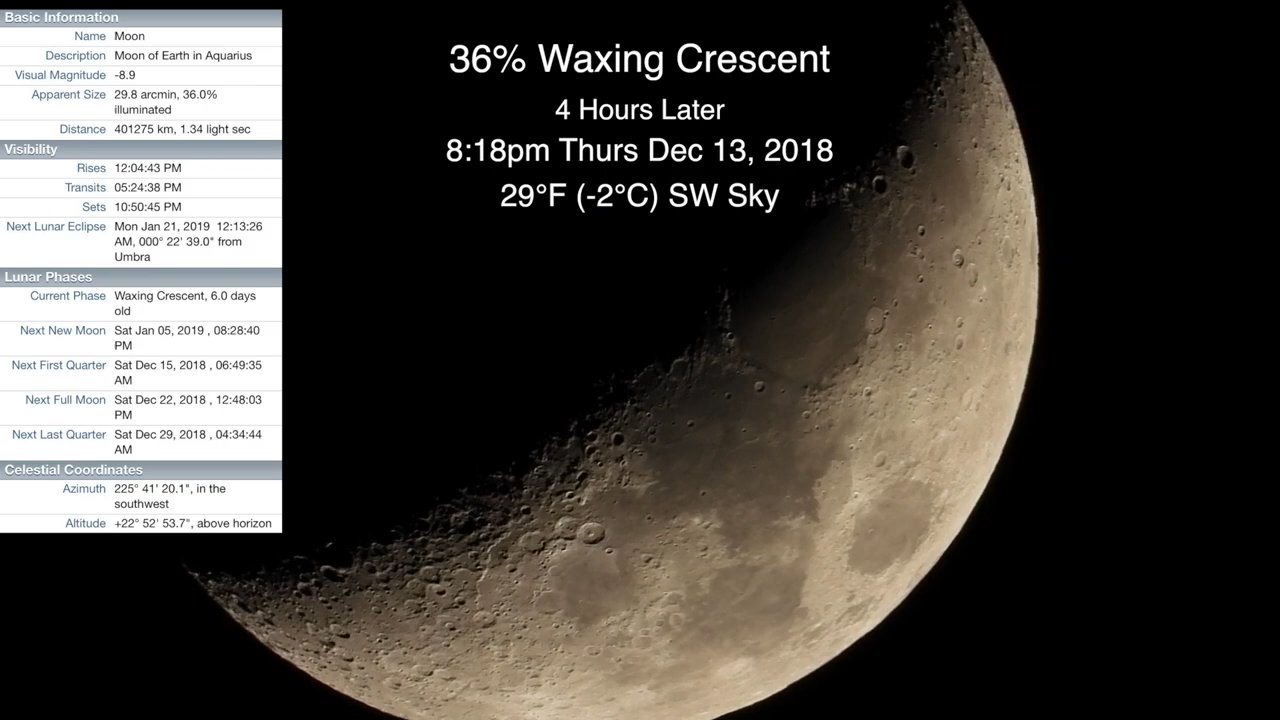 Basic Information
Name Moon
Description Moon of Earth in Aquarius
Visual Magnitude -8.9
Apparent Size 29.8 arcmin, 36.0%
illuminated
Distance 401275 km, 1.34 light sec
Visibility
Rises 12:04:43 PM
Transits 05:24:38 PM
Sets 10:50:45 PM
Next Lunar Eclipse Mon Jan 21, 2019 12:13:26
AM, 000° 22' 39.0" from
Umbra
Lunar Phases
Current Phase Waxing Crescent, 6.0 days
old
Next New Moon Sat Jan 05, 2019 , 08:28:40
PM
Next First Quarter Sat Dec 15, 2018 , 06:49:35
AM
Next Full Moon Sat Dec 22, 2018 , 12:48:03
PM
Next Last Quarter Sat Dec 29, 2018 , 04:34:44
AM
Celestial Coordinates
Azimuth 225° 41' 20.1", in the
southwest
Altitude +22° 52' 53.7", above horizon
36% Waxing Crescent
4 Hours Later
8:18pm Thurs Dec 13, 2018
29°F (-2°C) SW Sky